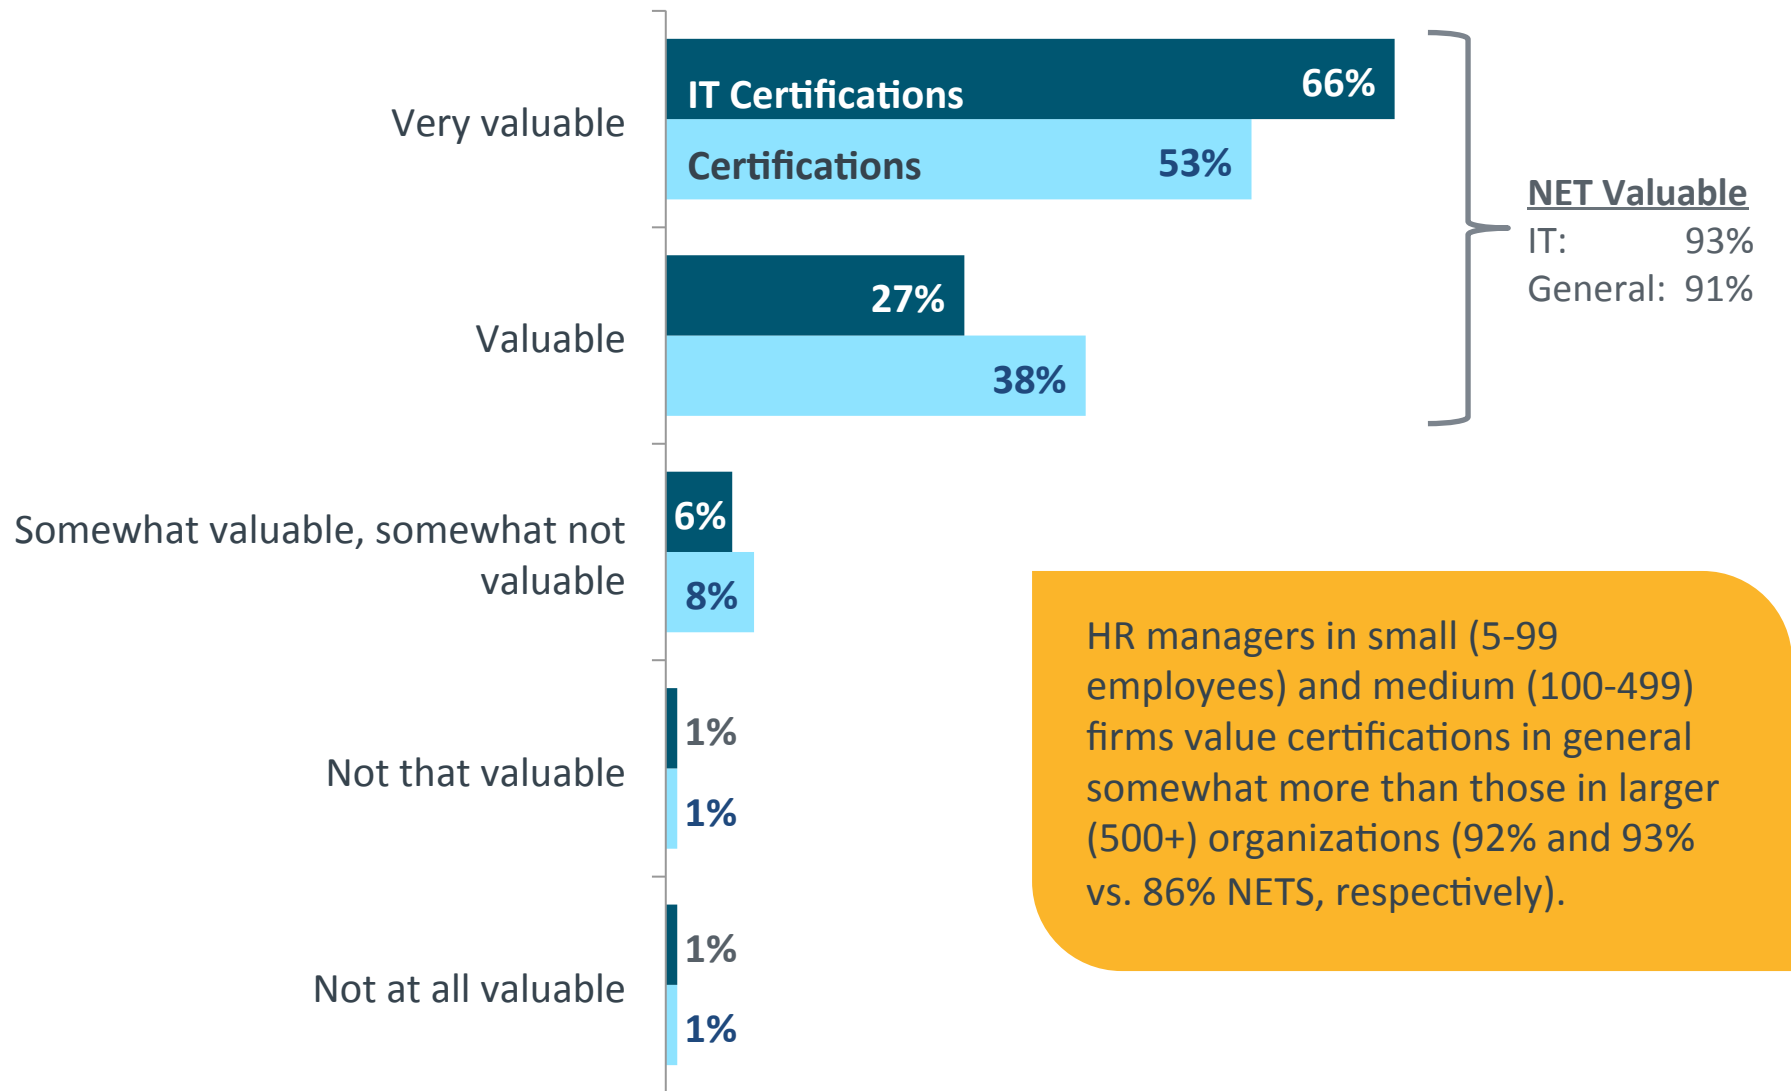 Very valuable
IT Certifications
66%
Certifications
53%
NET Valuable
IT: 93%
General: 91%
Valuable
27%
38%
Somewhat valuable, somewhat not
valuable
6%
8%
HR managers in small (5-99
employees) and medium (100-499)
firms value certifications in general
somewhat more than those in larger
(500+) organizations (92% and 93%
vs. 86% NETS, respectively).
Not that valuable
1%
1%
Not at all valuable
1%
1%